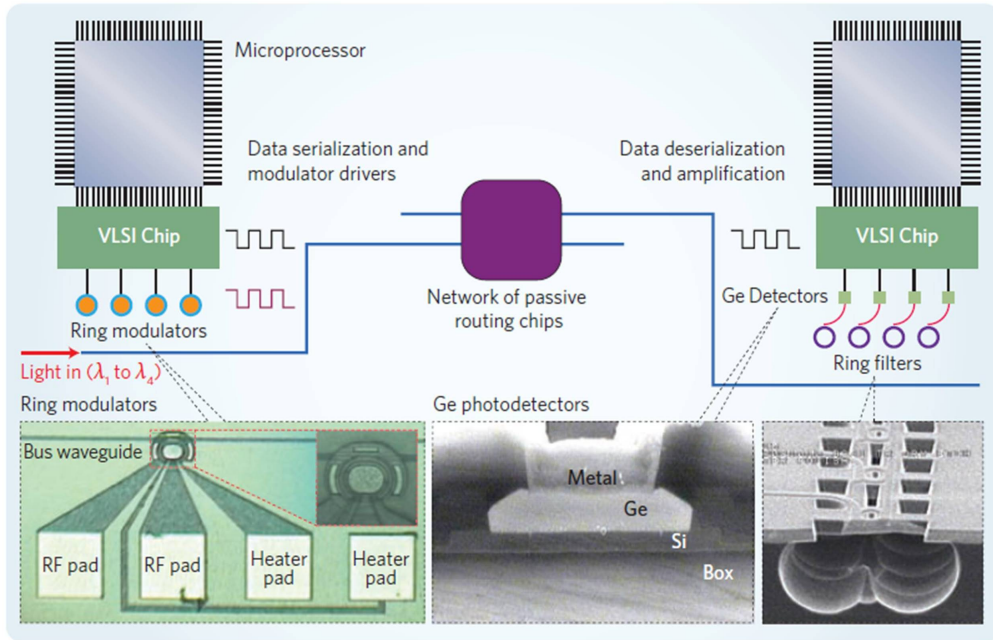 Microprocessor
Data serialization and
modulator drivers
Data deserialization
and amplification
VLSI Chip
VLSI Chip
Network of passive
routing chips
Ge Detectors
Ring modulators
Ring filters
Light in (λ₁ to λ₄)
Ring modulators
Ge photodetectors
Bus waveguide
RF pad
RF pad
Heater
pad
Heater
pad
Metal
Ge
Si
Box